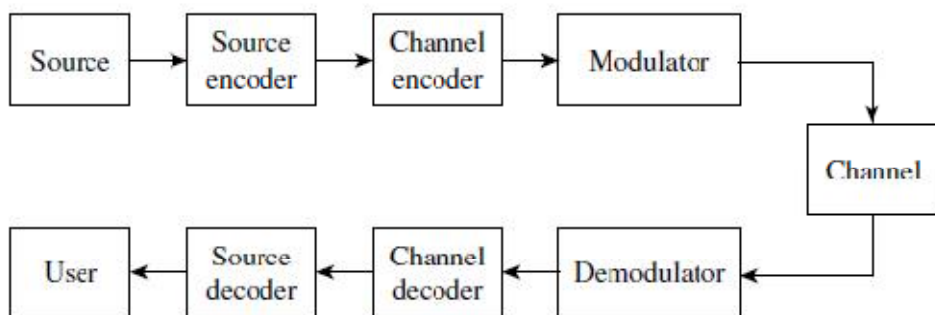 Source
Source
encoder
Channel
encoder
Modulator
Channel
User
Source
decoder
Channel
decoder
Demodulator